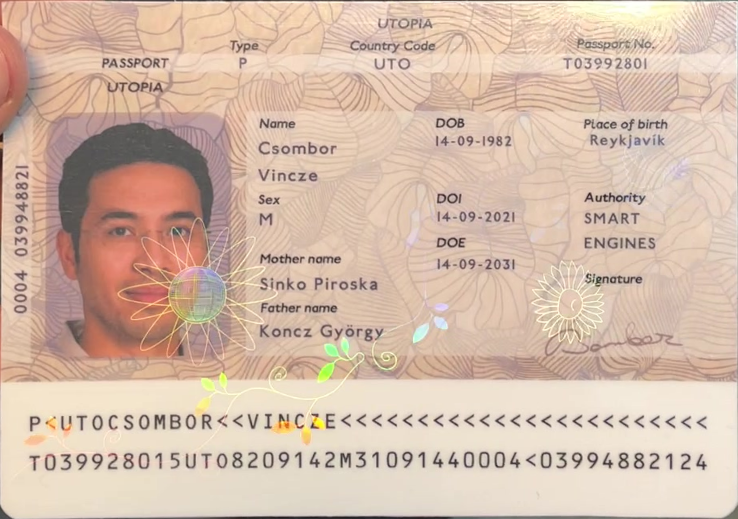 UTOPIA
Type Country Code Passport No.
PASSPORT P UTO T03992801
UTOPIA
Name DOB Place of birth
Csombor 14-09-1982 Reykjavík
Vincze
Sex DOI Authority
M 14-09-2021 SMART
DOE ENGINES
Mother name 14-09-2031
Sinko Piroska Signature
Father name
Koncz György
Csombor
0004 039948821
P<UTOCSOMBOR<<VINCZE<<<<<<<<<<<<<<<<<<<<<<<<
T039928015UTO8209142M31091440004<03994882124